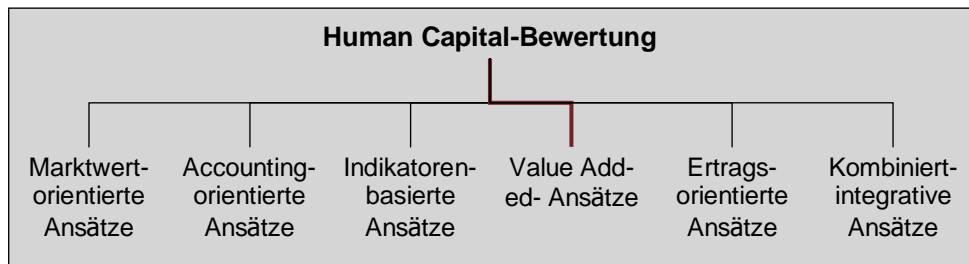 Human Capital-Bewertung
Marktwert-
orientierte
Ansätze
Accounting-
orientierte
Ansätze
Indikatoren-
basierte
Ansätze
Value Add-
ed- Ansätze
Ertrags-
orientierte
Ansätze
Kombiniert-
integrative
Ansätze